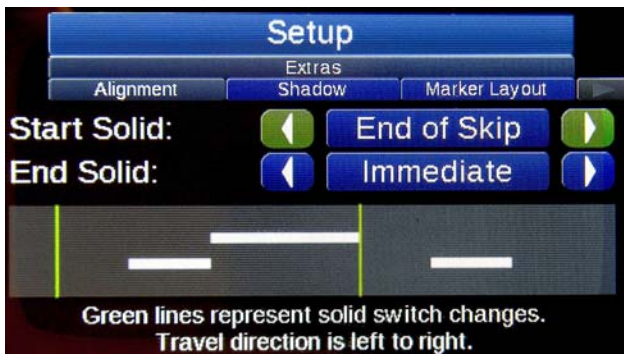 Setup
Extras
Alignment Shadow Marker Layout
Start Solid: End of Skip
End Solid: Immediate
Green lines represent solid switch changes.
Travel direction is left to right.